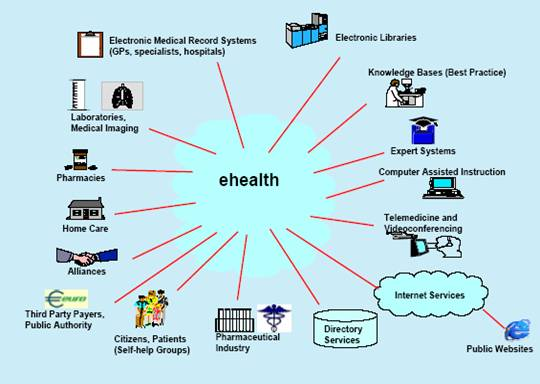 Electronic Medical Record Systems
(GPs, specialists, hospitals)
Electronic Libraries
Knowledge Bases (Best Practice)
Laboratories,
Medical Imaging
Expert Systems
Computer Assisted Instruction
Pharmacies
ehealth
Home Care
Telemedicine and
Videoconferencing
Alliances
euro
Internet Services
Third Party Payers,
Public Authority
Citizens, Patients
(Self-help Groups)
Pharmaceutical
Industry
Directory
Services
Public Websites